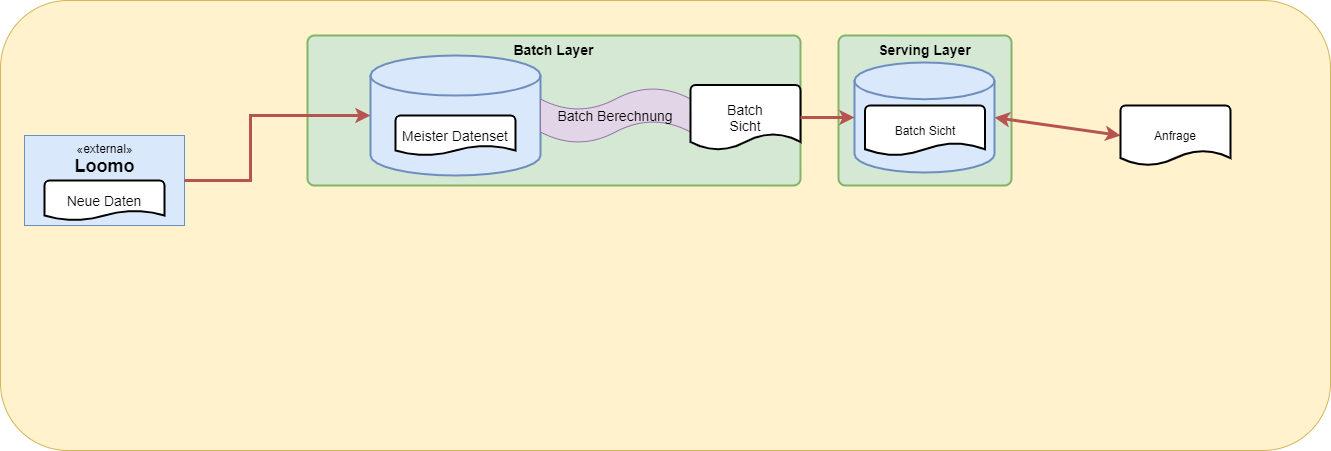 Batch Layer
Serving Layer
«external»
Loomo
Neue Daten
Meister Datenset
Batch Berechnung
Batch
Sicht
Batch Sicht
Anfrage